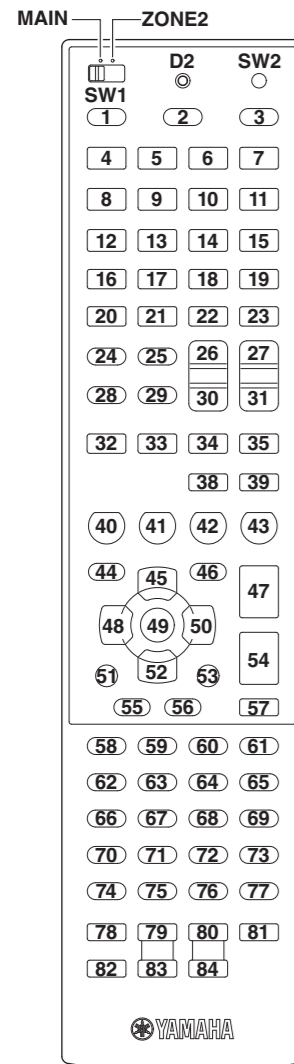 MAIN ZONE2
D2 SW2
SW1
1 2 3
4 5 6 7
8 9 10 11
12 13 14 15
16 17 18 19
20 21 22 23
24 25 26 27
28 29 30 31
32 33 34 35
38 39
40 41 42 43
44 45 46 47
48 49 50
51 52 53 54
55 56 57
58 59 60 61
62 63 64 65
66 67 68 69
70 71 72 73
74 75 76 77
78 79 80 81
82 83 84
YAMAHA